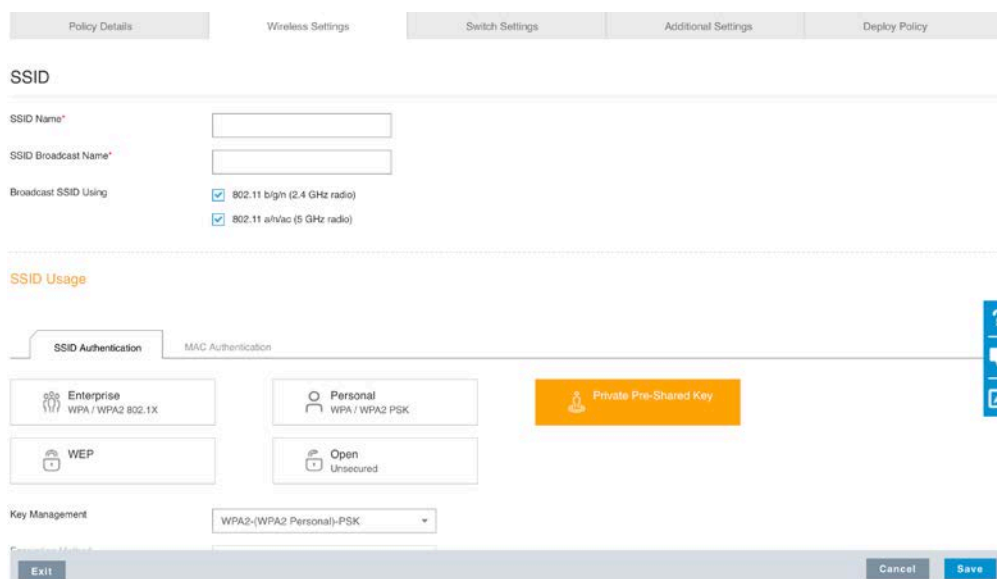 Policy Details
Wireless Settings
Switch Settings
Additional Settings
Deploy Policy
SSID
SSID Name*
SSID Broadcast Name*
Broadcast SSID Using
802.11 b/g/n (2.4 GHz radio)
802.11 a/n/ac (5 GHz radio)
SSID Usage
SSID Authentication
MAC Authentication
Enterprise
WPA / WPA2 802.1X
Personal
WPA / WPA2 PSK
Private Pre-Shared Key
WEP
Open
Unsecured
Key Management
WPA2-(WPA2 Personal)-PSK
Exit
Cancel
Save